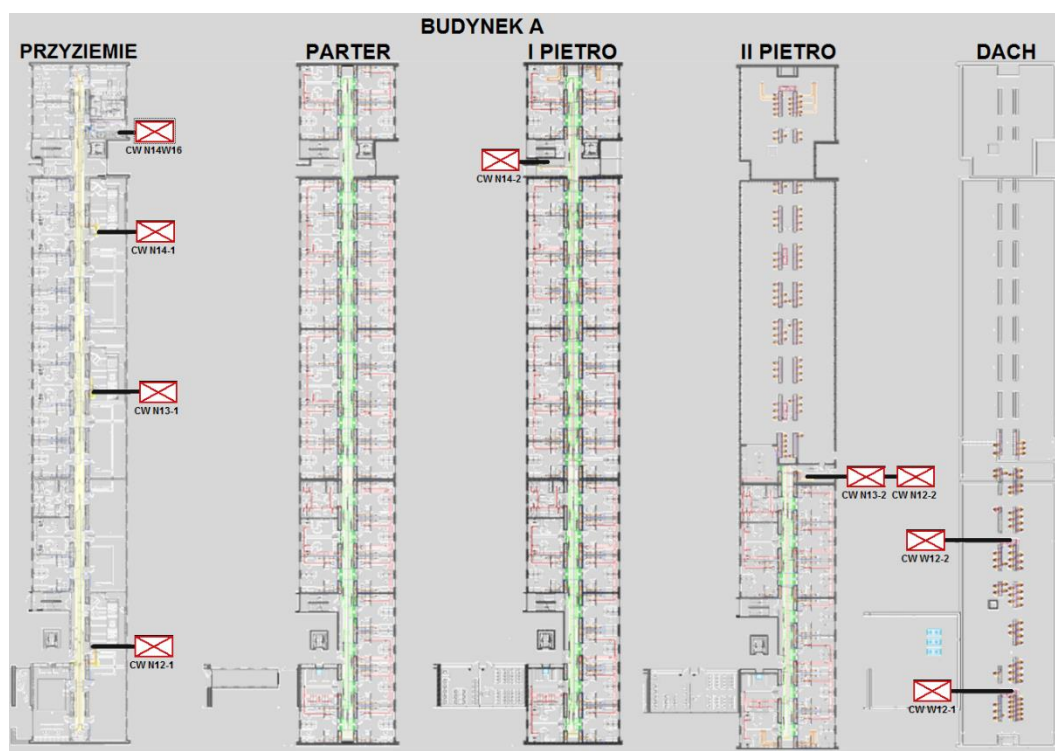 BUDYNEK A
PRZYZIEMIE
PARTER
I PIETRO
II PIETRO
DACH
CW N14W16
CW N14-1
CW N13-1
CW N12-1
CW N14-2
CW N13-2
CW N12-2
CW W12-2
CW W12-1